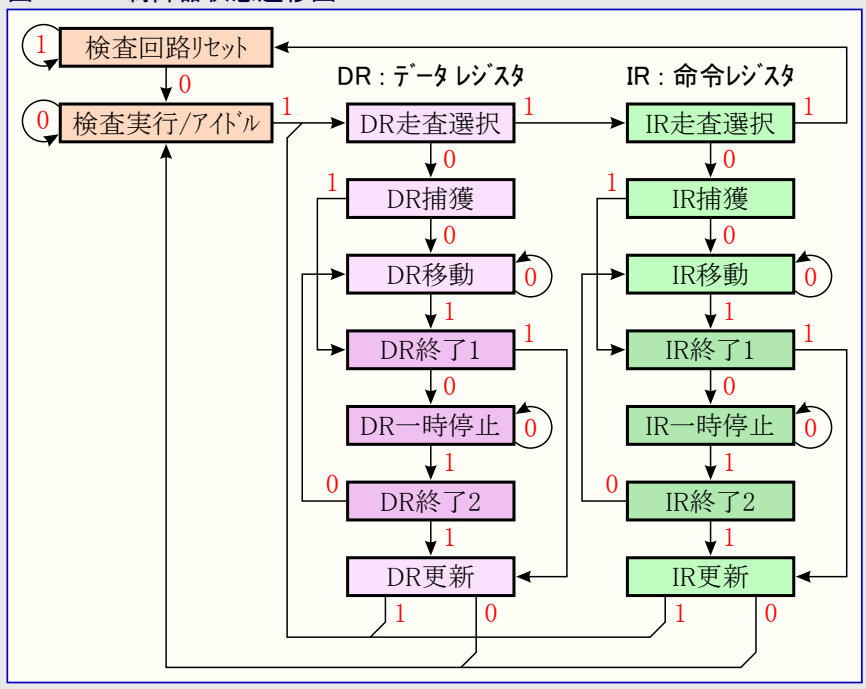 1
検査回路リセット
0
DR : データ レジスタ
IR : 命令レジスタ
0
検査実行/アイドル
1
DR走査選択
1
IR走査選択
1
0
0
1
DR捕獲
1
IR捕獲
0
0
DR移動
0
IR移動
0
1
1
DR終了1
1
IR終了1
1
0
0
DR一時停止
0
IR一時停止
0
1
1
0
DR終了2
0
IR終了2
1
1
DR更新
IR更新
1
0
1
0